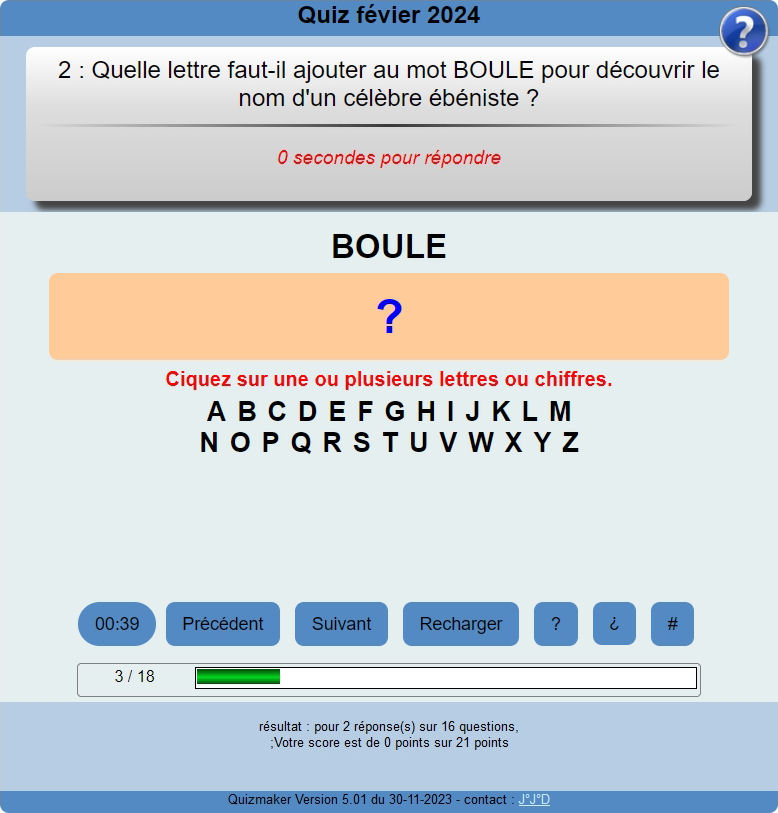 Quiz févier 2024
?
2 : Quelle lettre faut-il ajouter au mot BOULE pour découvrir le
nom d'un célèbre ébéniste ?
0 secondes pour répondre
BOULE
?
Ciquez sur une ou plusieurs lettres ou chiffres.
A B C D E F G H I J K L M
N O P Q R S T U V W X Y Z
00:39 Précédent Suivant Recharger ? ¿ #
3 / 18
résultat : pour 2 réponse(s) sur 16 questions,
;Votre score est de 0 points sur 21 points
Quizmaker Version 5.01 du 30-11-2023 - contact : J°J°D